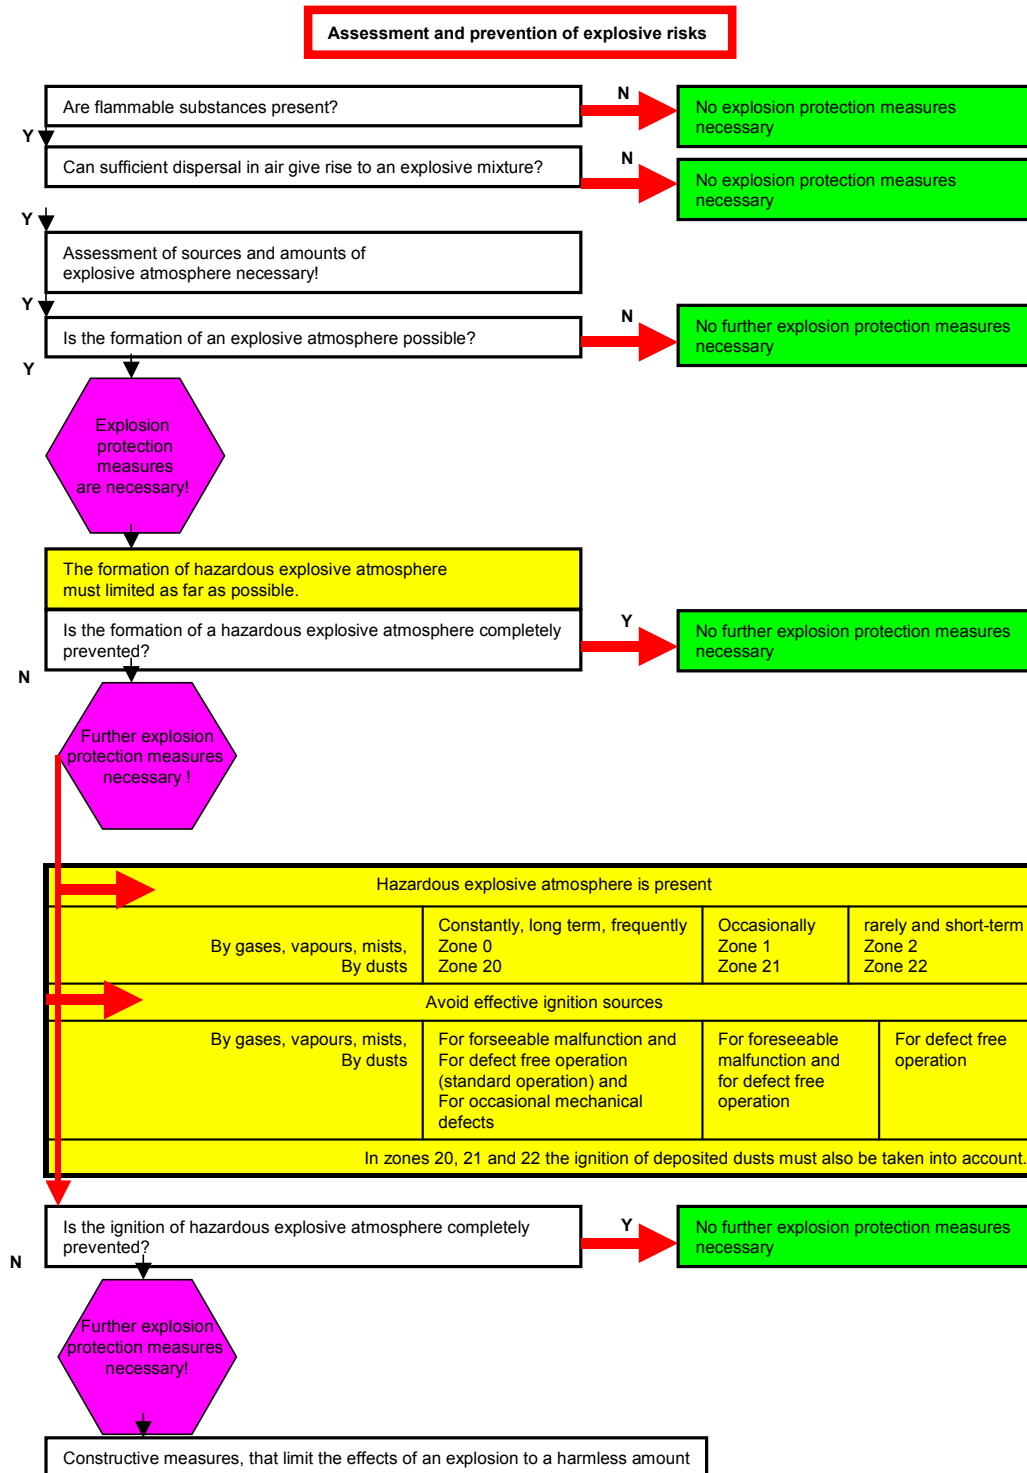 Assessment and prevention of explosive risks
Are flammable substances present?
N
No explosion protection measures
necessary
Y
Can sufficient dispersal in air give rise to an explosive mixture?
N
No explosion protection measures
necessary
Y
Assessment of sources and amounts of
explosive atmosphere necessary!
Y
Is the formation of an explosive atmosphere possible?
N
No further explosion protection measures
necessary
Y
Explosion
protection
measures
are necessary!
The formation of hazardous explosive atmosphere
must limited as far as possible.
Is the formation of a hazardous explosive atmosphere completely
prevented?
Y
No further explosion protection measures
necessary
N
Further explosion
protection measures
necessary !
Hazardous explosive atmosphere is present
By gases, vapours, mists,
By dusts
Constantly, long term, frequently
Zone 0
Zone 20
Occasionally
Zone 1
Zone 21
rarely and short-term
Zone 2
Zone 22
Avoid effective ignition sources
By gases, vapours, mists,
By dusts
For forseeable malfunction and
For defect free operation
(standard operation) and
For occasional mechanical
defects
For foreseeable
malfunction and
for defect free
operation
For defect free
operation
In zones 20, 21 and 22 the ignition of deposited dusts must also be taken into account.
Is the ignition of hazardous explosive atmosphere completely
prevented?
Y
No further explosion protection measures
necessary
N
Further explosion
protection measures
necessary!
Constructive measures, that limit the effects of an explosion to a harmless amount